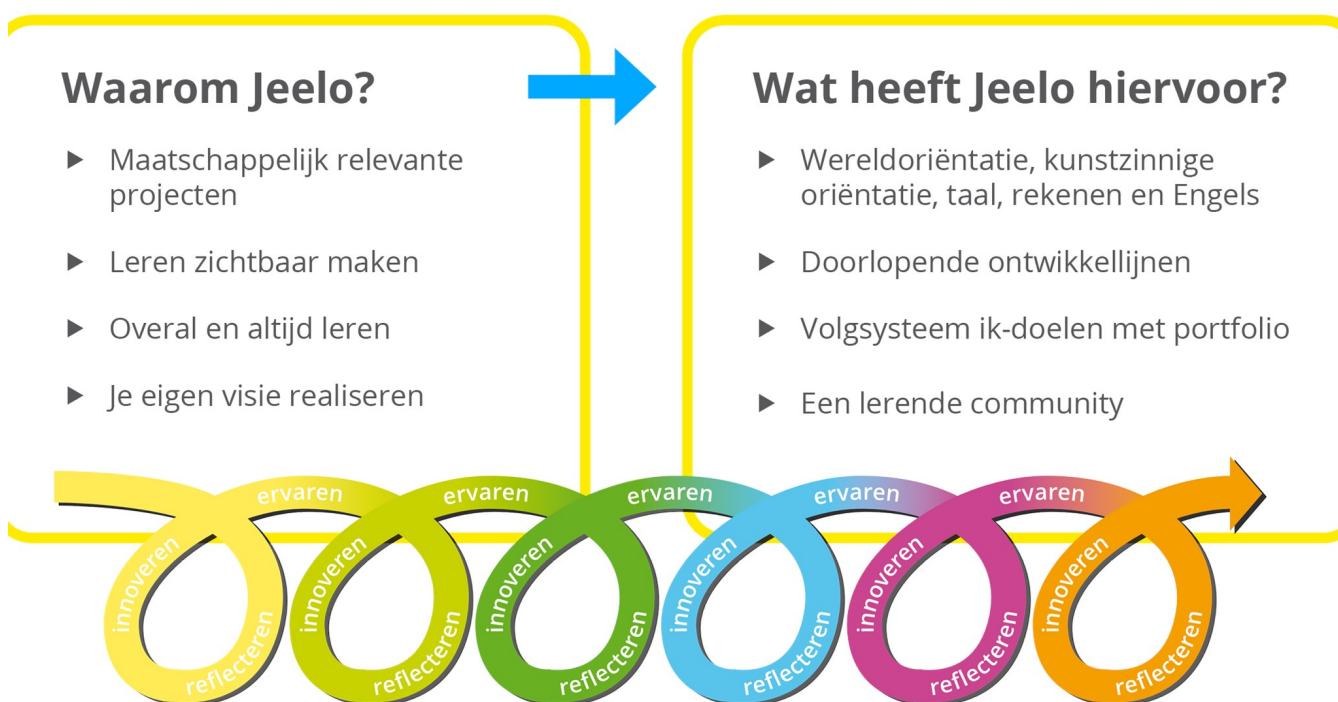 Waarom Jeelo?
Maatschappelijk relevante
projecten
Leren zichtbaar maken
Overal en altijd leren
Je eigen visie realiseren
Wat heeft Jeelo hiervoor?
Wereldoriëntatie, kunstzinnige
oriëntatie, taal, rekenen en Engels
Doorlopende ontwikkellijnen
Volgsysteem ik-doelen met portfolio
Een lerende community
ervaren
ervaren
ervaren
ervaren
ervaren
innoveren
reflecteren
innoveren
reflecteren
innoveren
reflecteren
innoveren
reflecteren
innoveren
reflecteren
innoveren
reflecteren